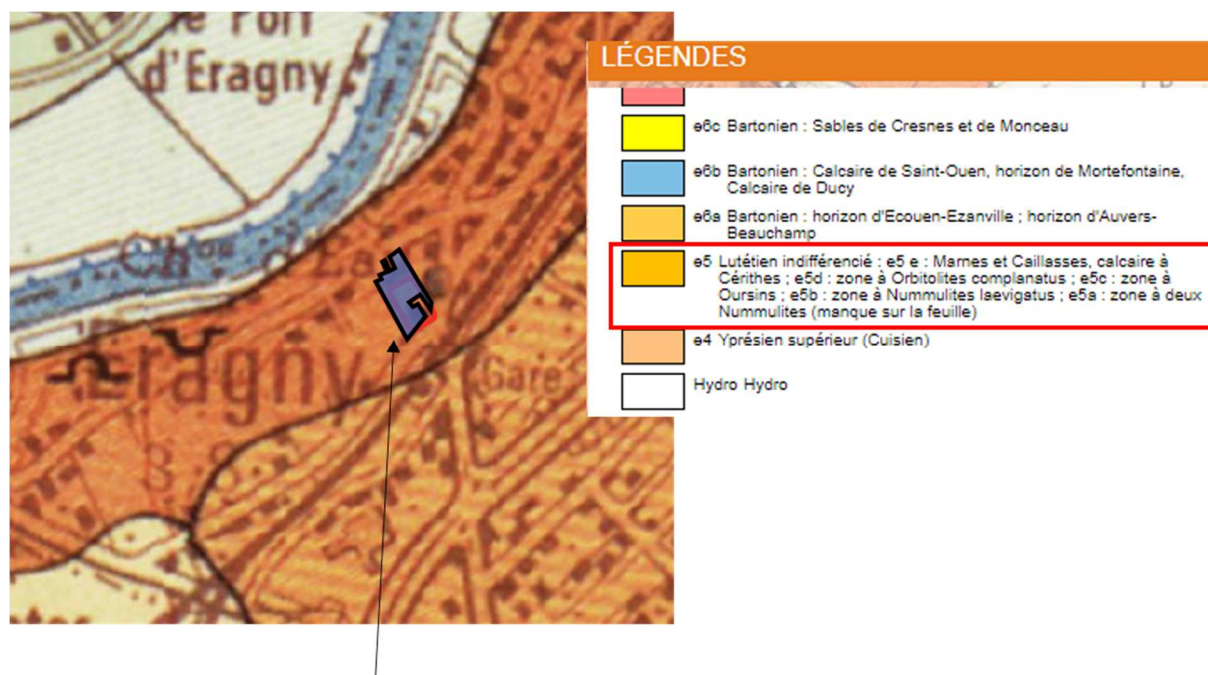 le Port
d'Eragny
LÉGENDES
e6c Bartonien : Sables de Cresnes et de Monceau
e6b Bartonien : Calcaire de Saint-Ouen, horizon de Mortefontaine,
Calcaire de Ducy
e6a Bartonien : horizon d'Ecouen-Ezanville ; horizon d'Auvers-
Beauchamp
e5 Lutétien indifférencié : e5 e : Marnes et Caillasses, calcaire à
Cérithes ; e5d : zone à Orbitolites complanatus ; e5c : zone à
Oursins ; e5b : zone à Nummulites laevigatus ; e5a : zone à deux
Nummulites (manque sur la feuille)
e4 Yprésien supérieur (Cuisien)
Hydro Hydro
Eragny
(Gare)